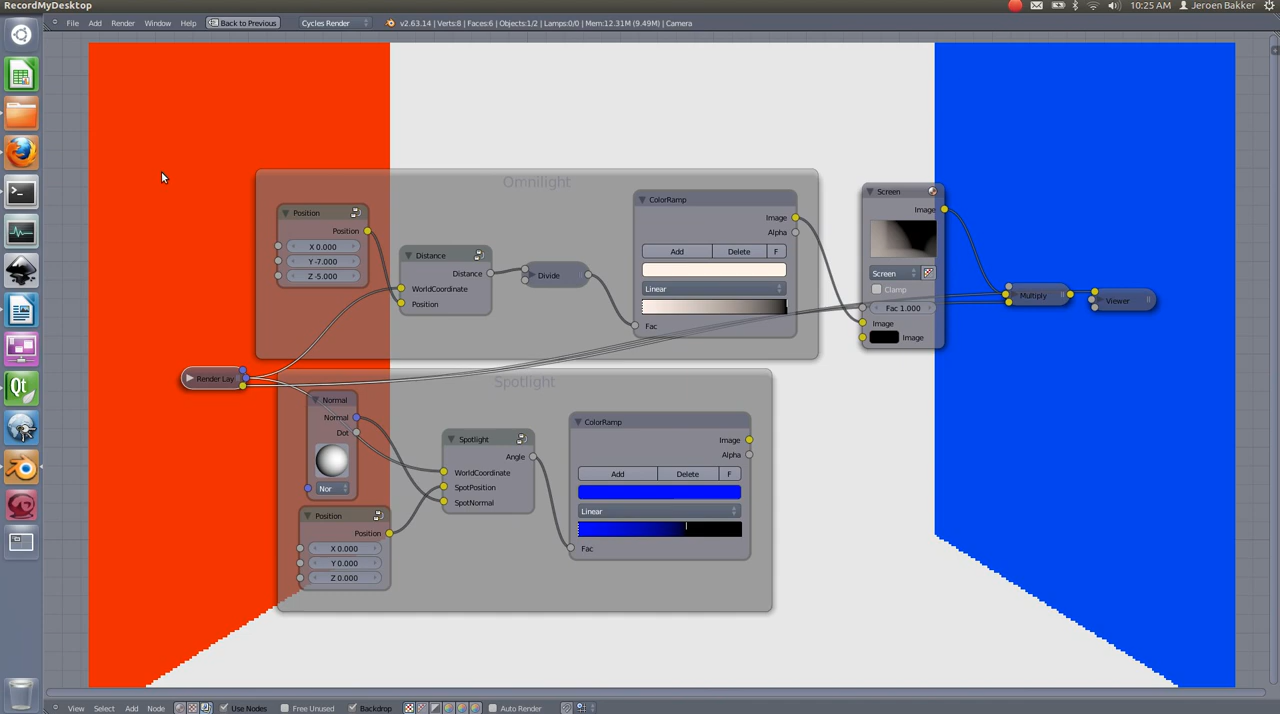 RecordMyDesktop
10:25 AM Jeroen Bakker
File Add Render Window Help Back to Previous Cycles Render v2.63.14 | Verts:8 | Faces:6 | Objects:1/2 | Lamps:0/0 | Mem:12.31M (9.49M) | Camera
Omnilight
Position
Position
X 0.000
Y -7.000
Z -5.000
Distance
Distance
WorldCoordinate
Position
Divide
ColorRamp
Image
Alpha
Add Delete F
Linear
Fac
Screen
Image
Screen
Clamp
Fac 1.000
Image
Image
Multiply
Viewer
Render Lay
Spotlight
Normal
Normal
Dot
Nor
Position
Position
X 0.000
Y 0.000
Z 0.000
Spotlight
Angle
WorldCoordinate
SpotPosition
SpotNormal
ColorRamp
Image
Alpha
Add Delete F
Linear
Fac
Qt
View Select Add Node Use Nodes Free Unused Backdrop Auto Render